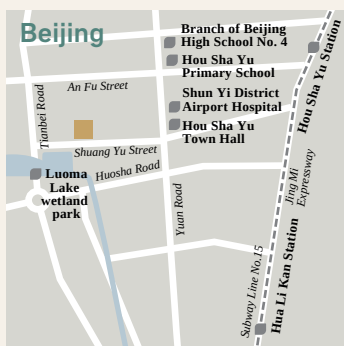 Beijing
Branch of Beijing
High School No. 4
Hou Sha Yu
Primary School
Shun Yi District
Airport Hospital
Hou Sha Yu
Town Hall
Hou Sha Yu Station
An Fu Street
Tianbei Road
Shuang Yu Street
Huosha Road
Luoma
Lake
wetland
park
Yuan Road
Jing Mi
Expressway
Subway Line No.15
Hua Li Kan Station